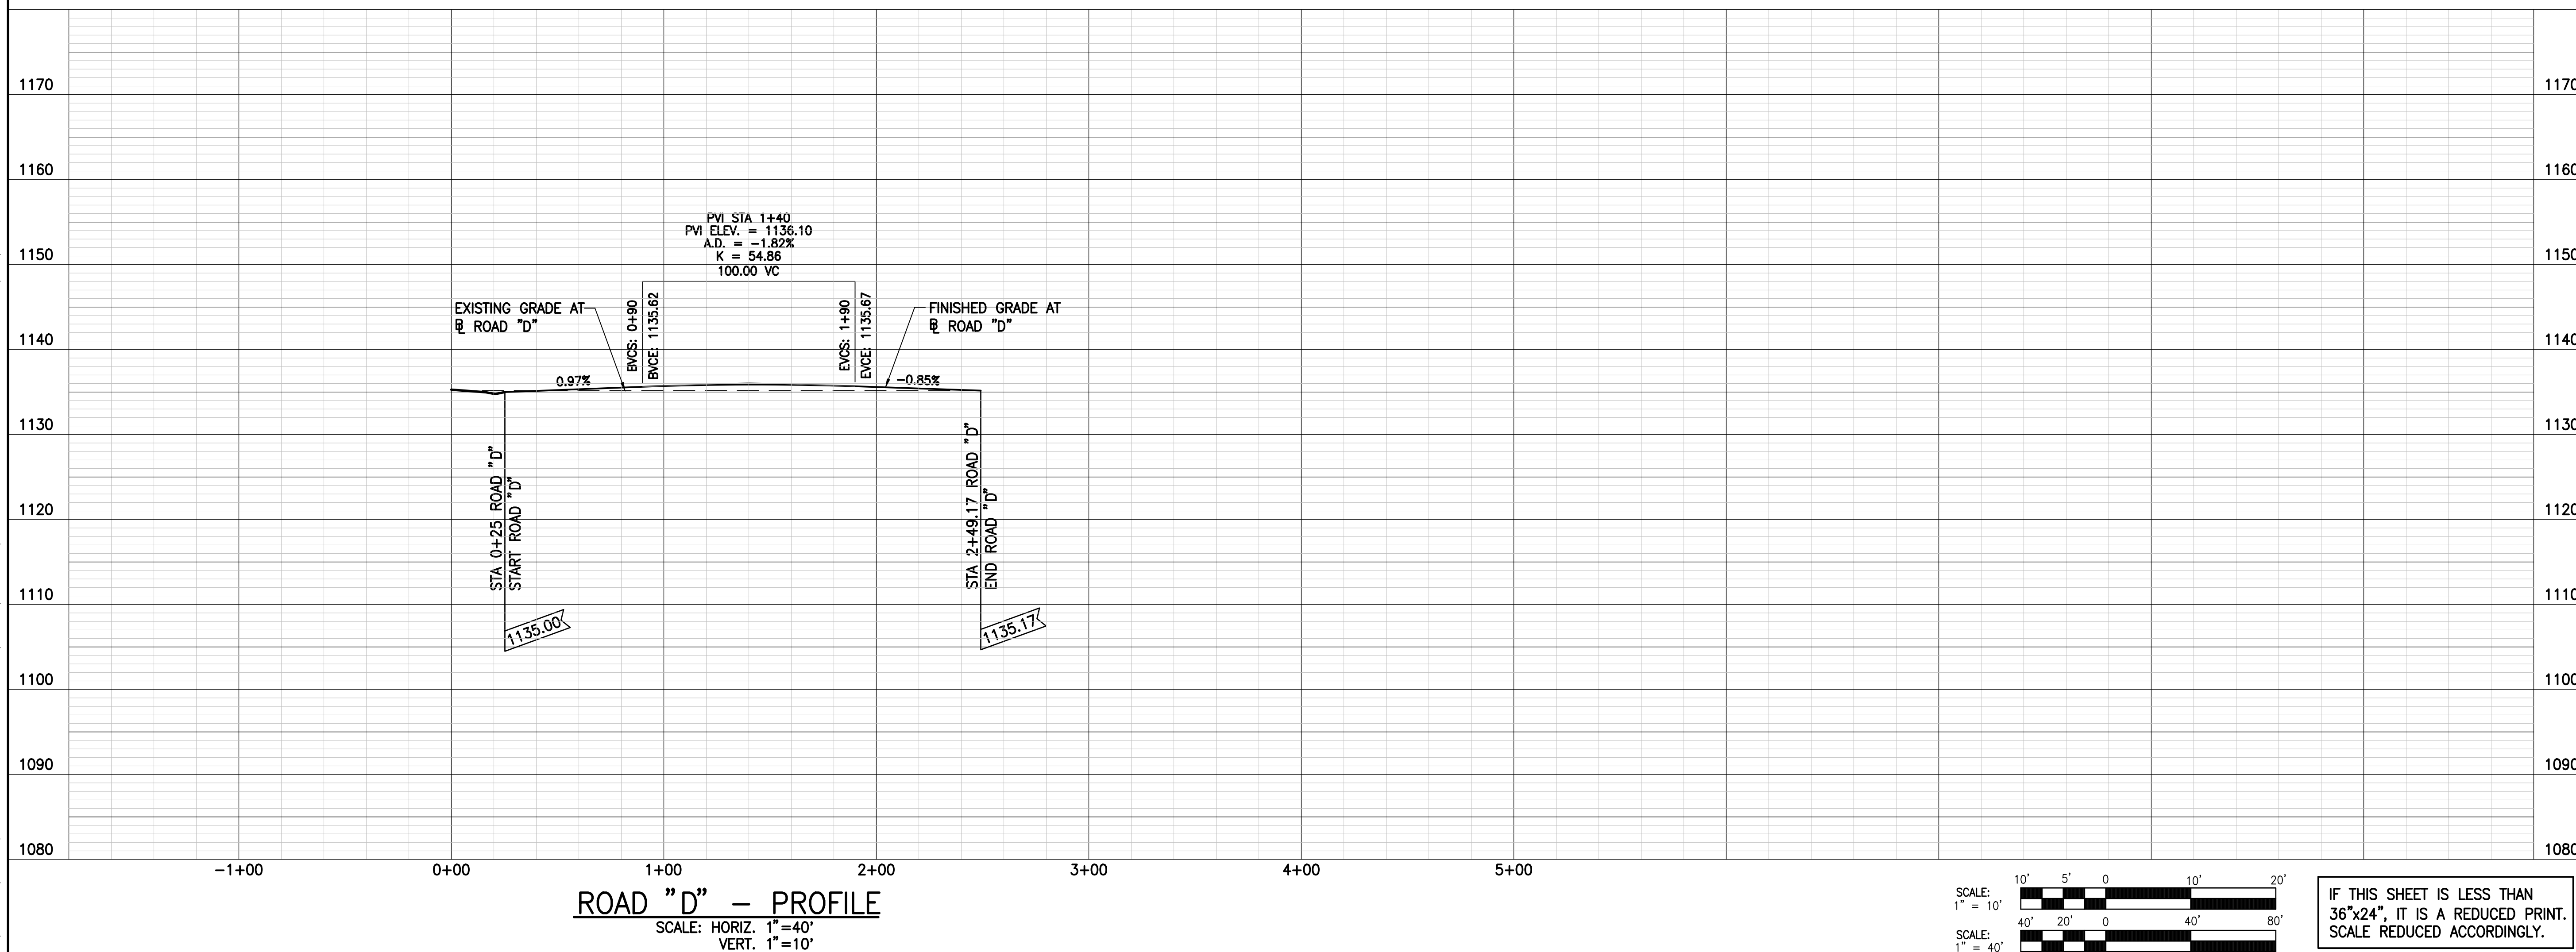 1170
1170
1160
1160
PVI STA 1+40
PVI ELEV. = 1136.10
A.D. = -1.82%
K = 54.86
100.00 VC
1150
1150
BVCS: 0+90
BVCE: 1135.62
EVCS: 1+90
EVCE: 1135.67
EXISTING GRADE AT
℄ ROAD "D"
FINISHED GRADE AT
℄ ROAD "D"
1140
1140
0.97%
-0.85%
1130
1130
STA 0+25 ROAD "D"
START ROAD "D"
STA 2+49.17 ROAD "D"
END ROAD "D"
1120
1120
1110
1110
1135.00
1135.17
1100
1100
1090
1090
1080
1080
-1+00 0+00 1+00 2+00 3+00 4+00 5+00
ROAD "D" - PROFILE
SCALE: HORIZ. 1"=40'
VERT. 1"=10'
10' 5' 0 10' 20'
SCALE:
1" = 10'
40' 20' 0 40' 80'
SCALE:
1" = 40'
IF THIS SHEET IS LESS THAN
36"x24", IT IS A REDUCED PRINT.
SCALE REDUCED ACCORDINGLY.